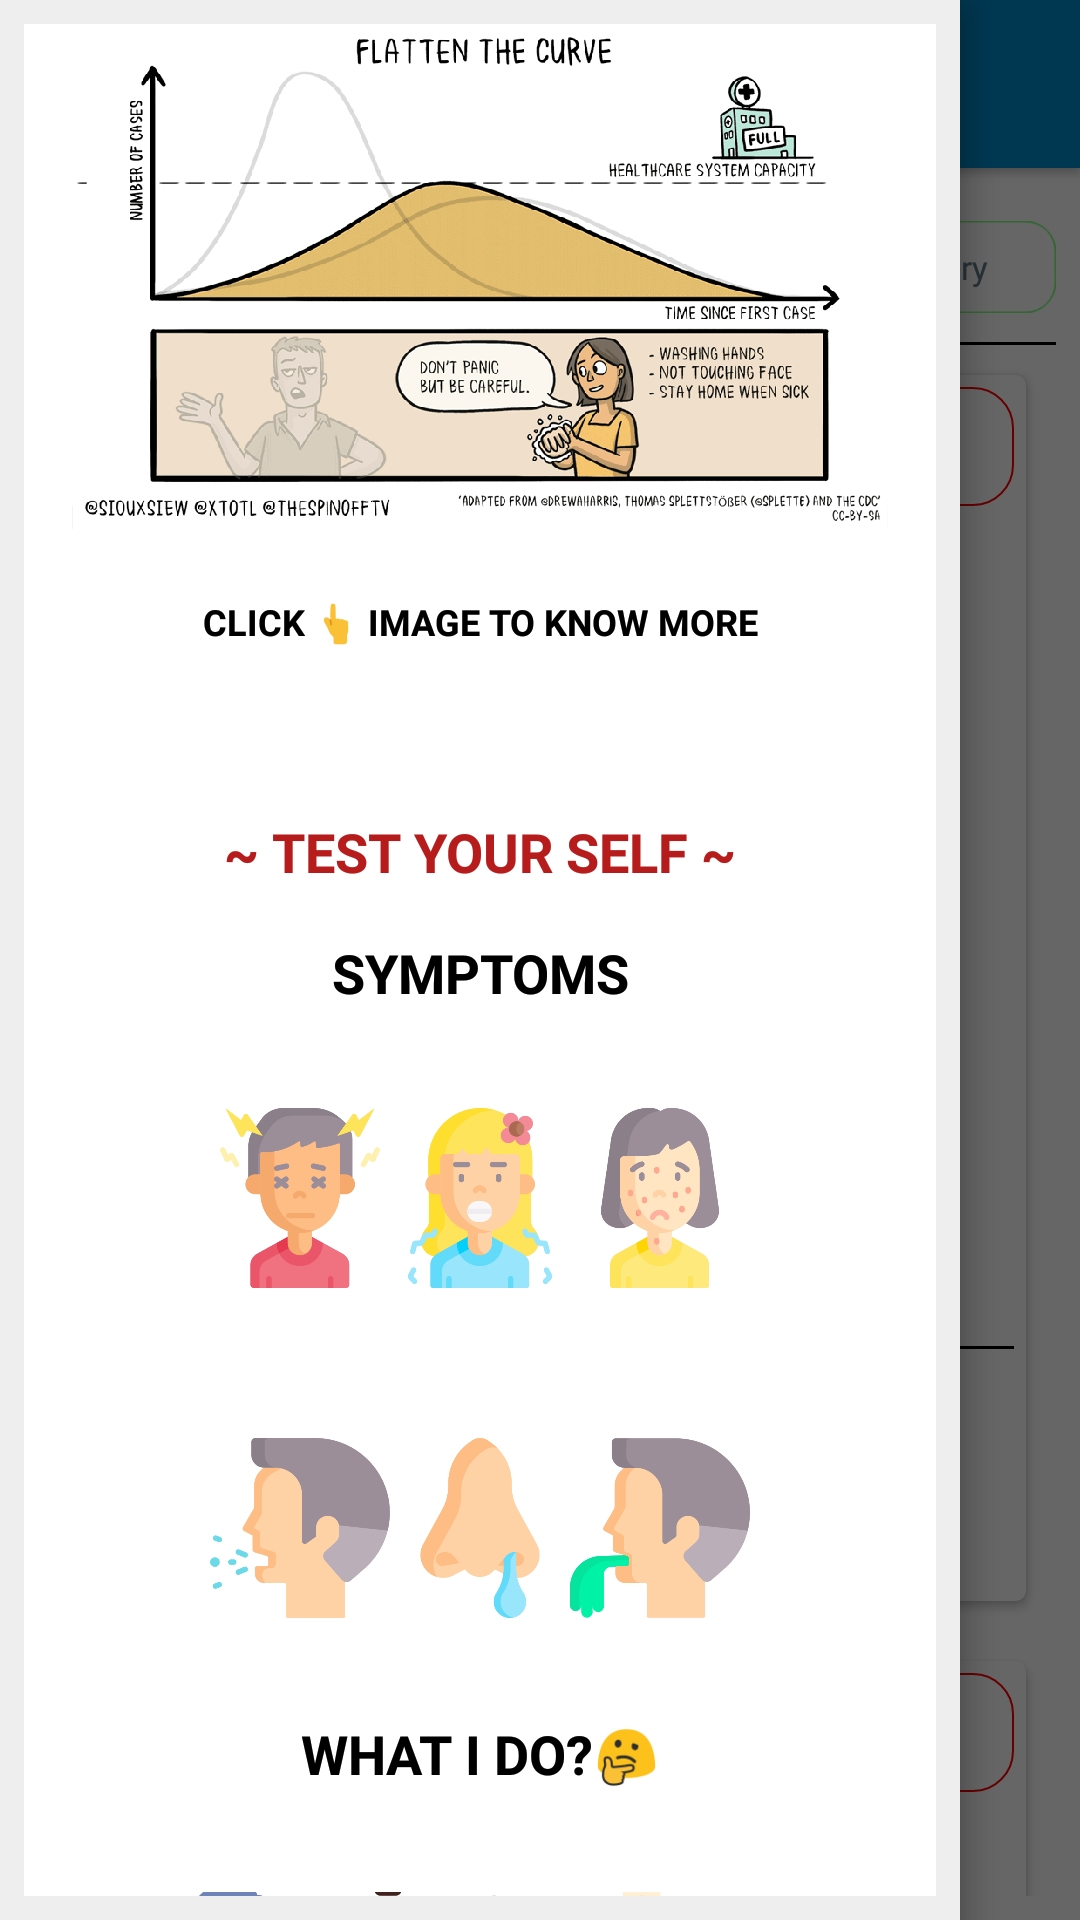 FLATTEN THE CURVE
NUMBER OF CASES
FULL
HEALTHCARE SYSTEM CAPACITY
TIME SINCE FIRST CASE
DON'T PANIC
BUT BE CAREFUL.
- WASHING HANDS
- NOT TOUCHING FACE
- STAY HOME WHEN SICK
@SIOUXSIEW @XTOTL @THESPINOFFTV
"ADAPTED FROM @DREWAHARRIS, THOMAS SPLETTSTÖßER (@SPLETTE) AND THE CDC"
CC-BY-SA
CLICK 👆 IMAGE TO KNOW MORE
~ TEST YOUR SELF ~
SYMPTOMS
WHAT I DO?🤔
ry